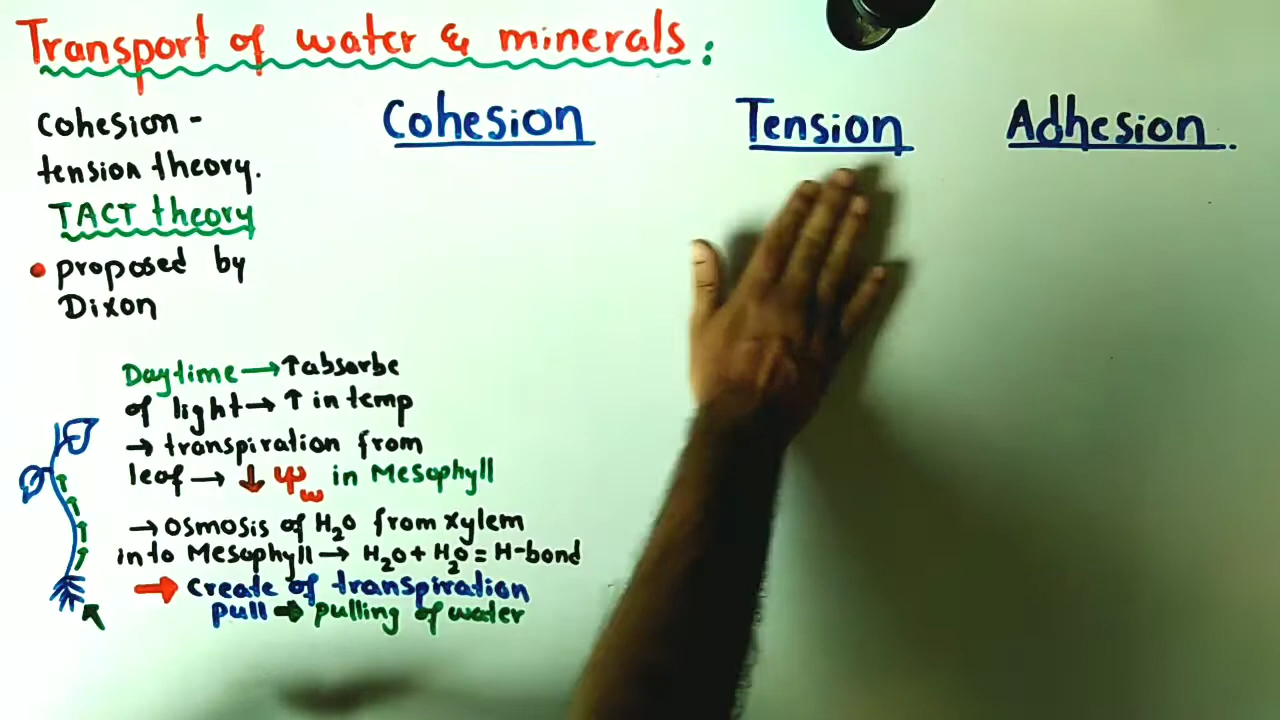 Transport of water & minerals :
Cohesion -
tension theory.
TACT theory
• proposed by
Dixon
Cohesion
Tension
Adhesion.
Daytime → ↑ absorbe
of light → ↑ in temp
→ transpiration from
leaf → ↓ Ψw in Mesophyll
→ osmosis of H₂O from xylem
into Mesophyll → H₂O + H₂O = H-bond
→ create of transpiration
pull → pulling of water